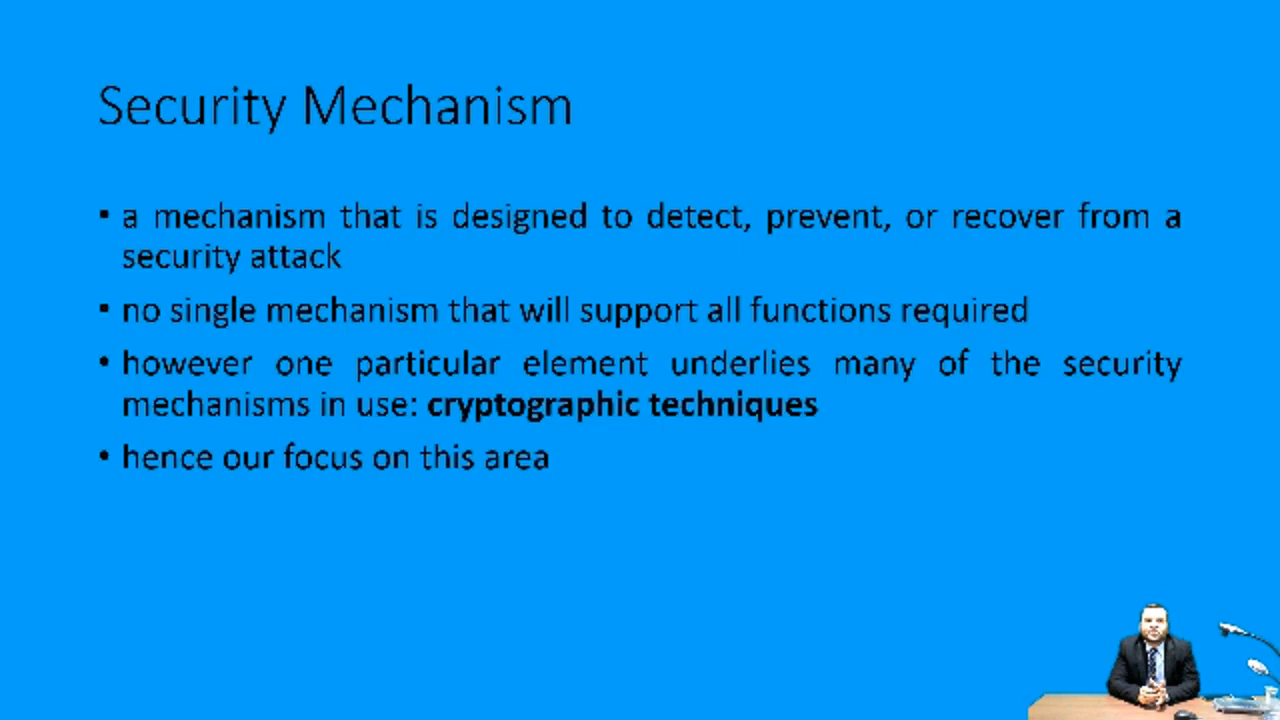 Security Mechanism
▪ a mechanism that is designed to detect, prevent, or recover from a
security attack
▪ no single mechanism that will support all functions required
• however one particular element underlies many of the security
mechanisms in use: cryptographic techniques
• hence our focus on this area